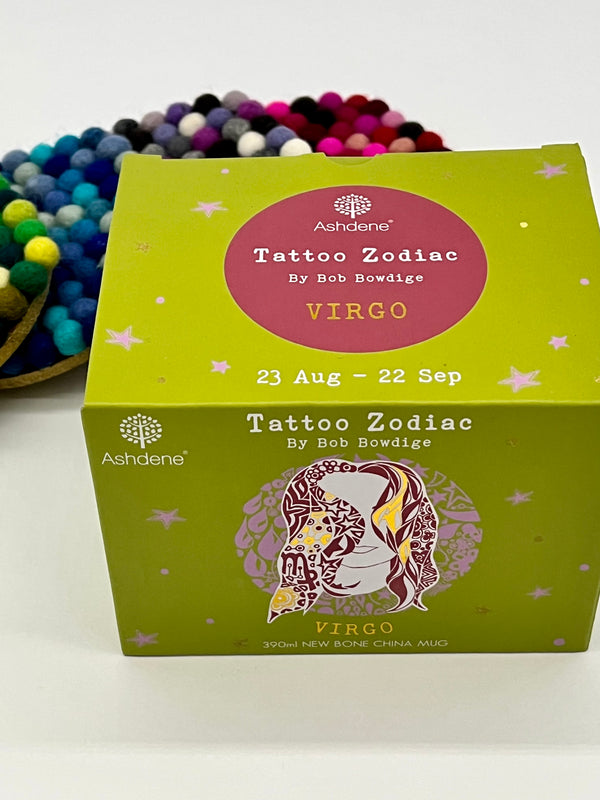 Ashdene®
Tattoo Zodiac
By Bob Bowdige
VIRGO
23 Aug – 22 Sep
Ashdene®
Tattoo Zodiac
By Bob Bowdige
VIRGO
390ml NEW BONE CHINA MUG